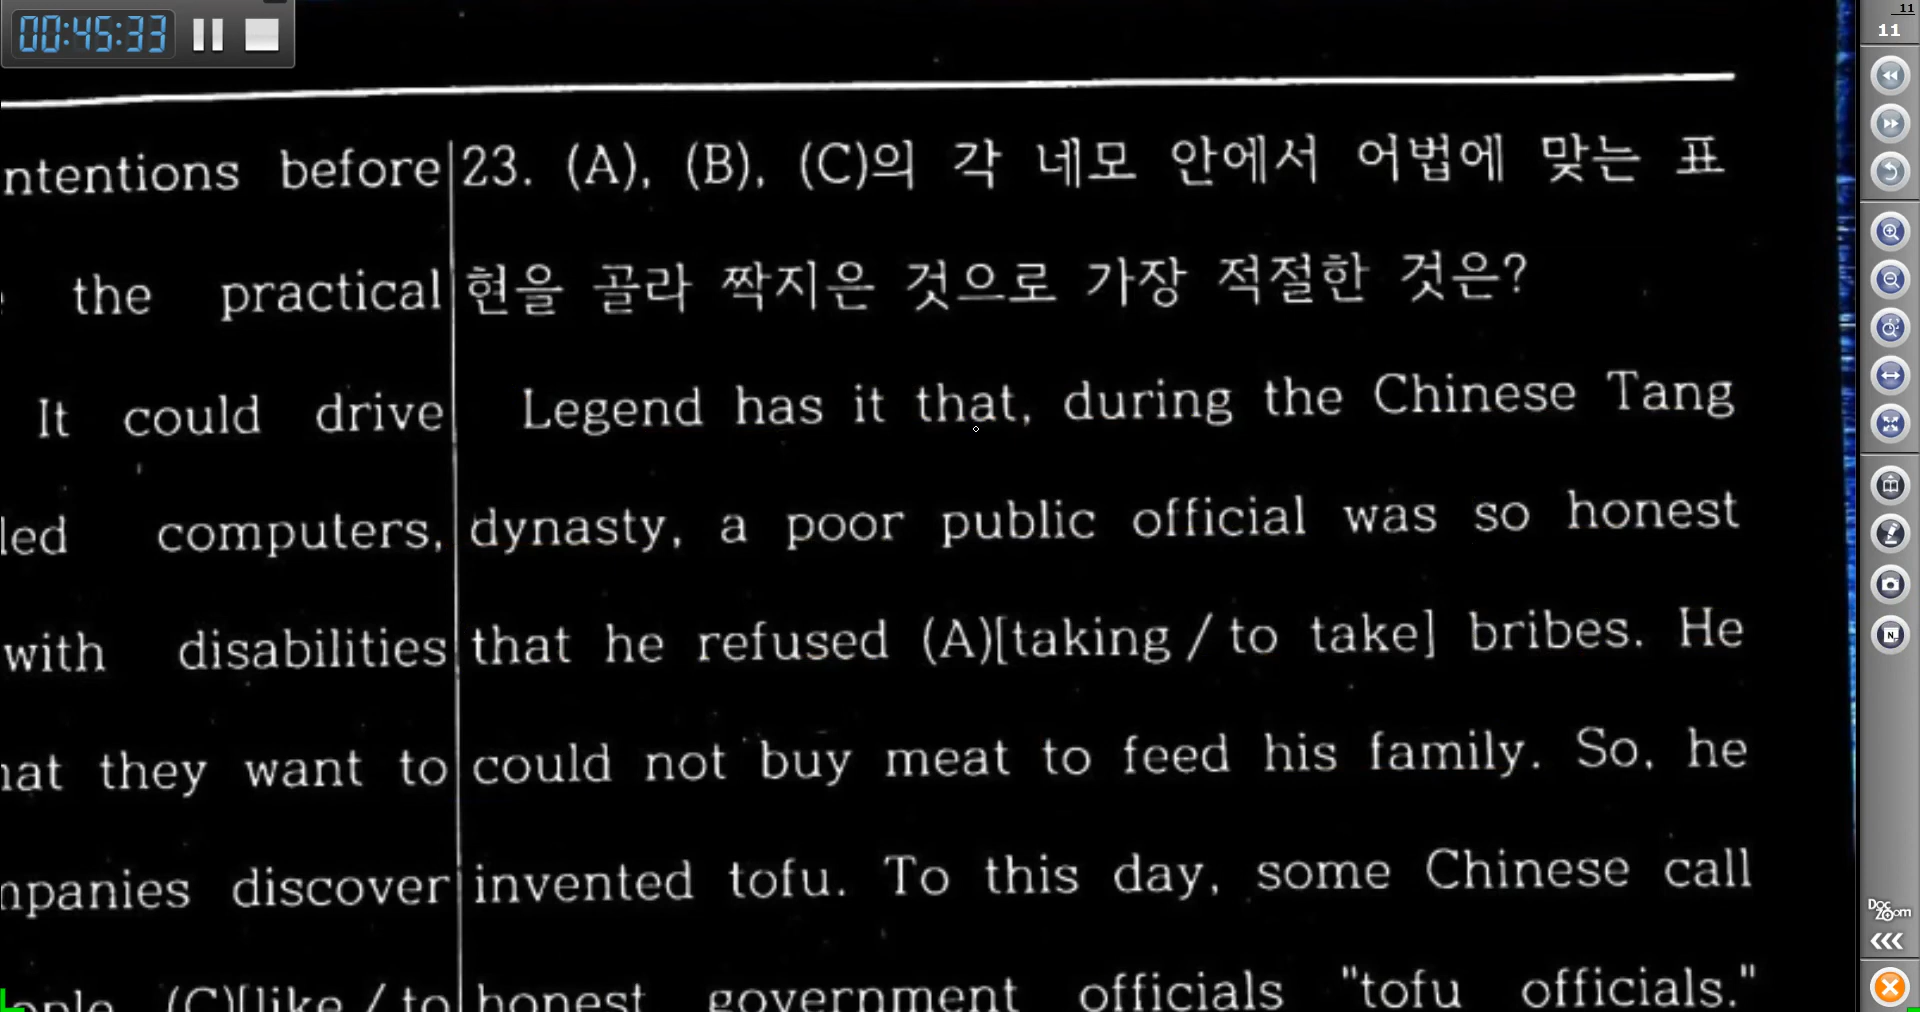 00:45:33
11
11
ntentions before
the practical
It could drive
led computers,
with disabilities
they want to
discover
(C)[like / to
23. (A), (B), (C)의 각 네모 안에서 어법에 맞는 표
현을 골라 짝지은 것으로 가장 적절한 것은?
Legend has it that, during the Chinese Tang
dynasty, a poor public official was so honest
that he refused (A)[taking / to take] bribes. He
could not buy meat to feed his family. So, he
invented tofu. To this day, some Chinese call
honest government officials "tofu officials."
N
Doc
Zoom